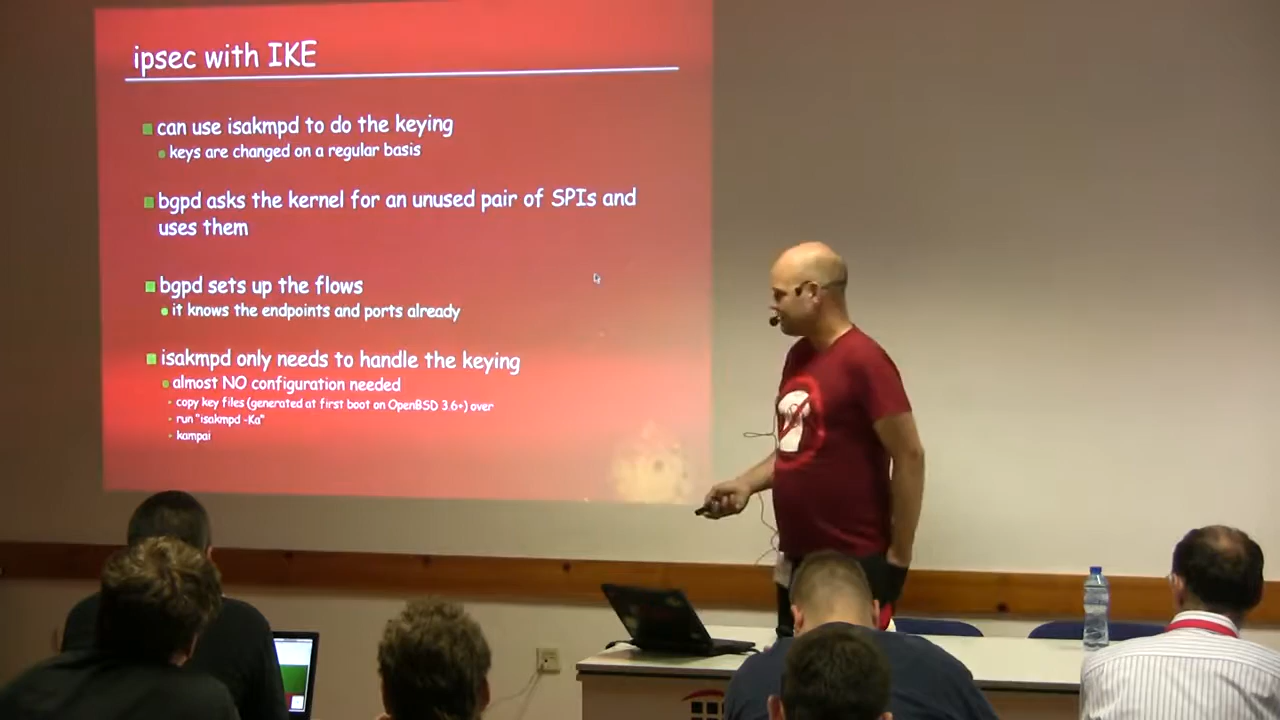 ipsec with IKE
can use isakmpd to do the keying
keys are changed on a regular basis
bgpd asks the kernel for an unused pair of SPIs and
uses them
bgpd sets up the flows
it knows the endpoints and ports already
isakmpd only needs to handle the keying
almost NO configuration needed
copy key files (generated at first boot on OpenBSD 3.6+) over
run "isakmpd -Ka"
kampai